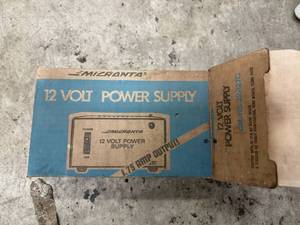 MICRONTA
12 VOLT POWER SUPPLY
MICRONTA
12 VOLT POWER
SUPPLY
1.75 AMP OUTPUT!
12 VOLT
POWER SUPPLY